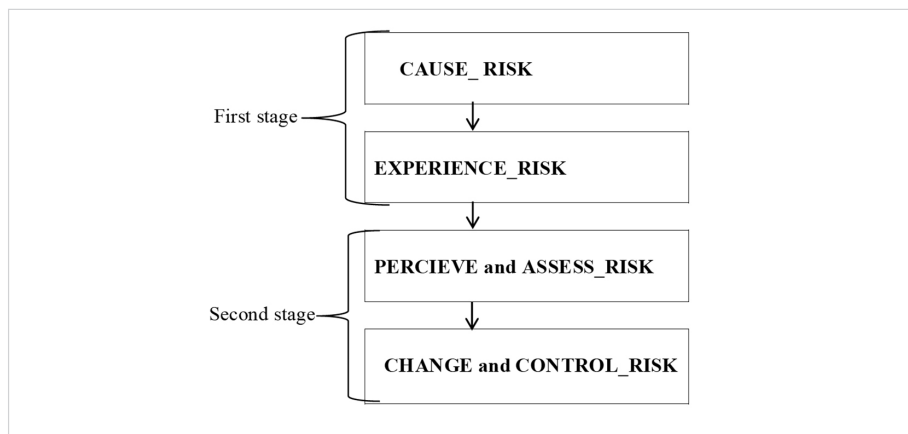 CAUSE_ RISK
First stage
EXPERIENCE_RISK
PERCIEVE and ASSESS_RISK
Second stage
CHANGE and CONTROL_RISK